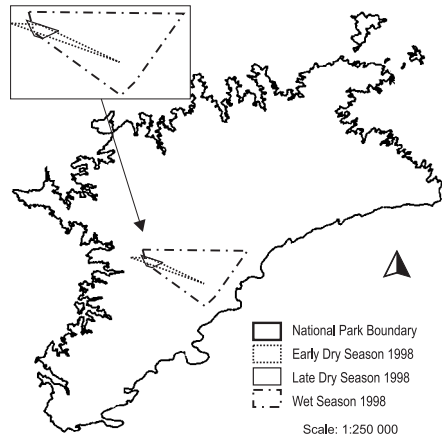 National Park Boundary
Early Dry Season 1998
Late Dry Season 1998
Wet Season 1998
Scale: 1:250 000